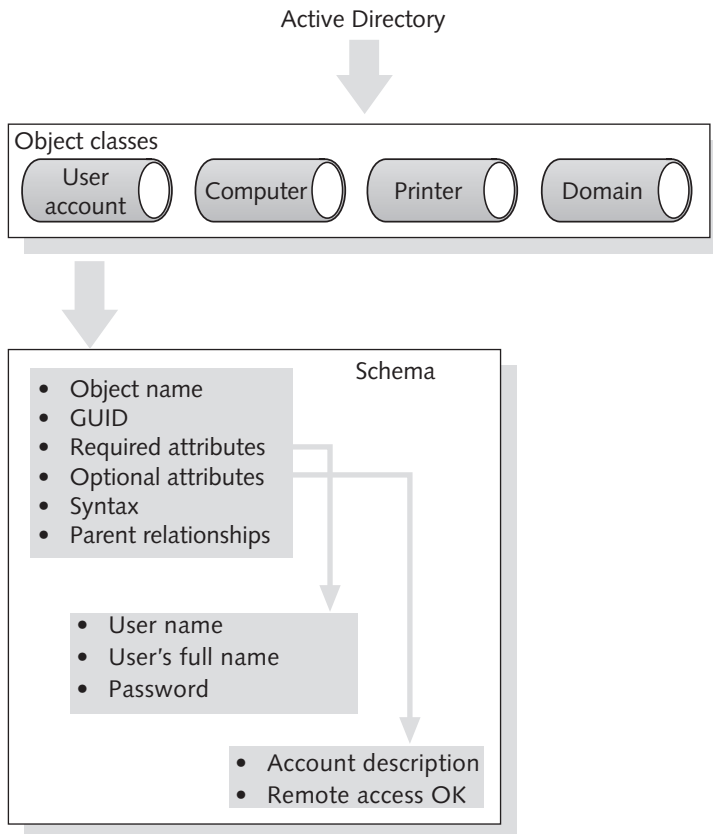 Active Directory
Object classes
User
account
Computer
Printer
Domain
Schema
• Object name
• GUID
• Required attributes
• Optional attributes
• Syntax
• Parent relationships
• User name
• User's full name
• Password
• Account description
• Remote access OK